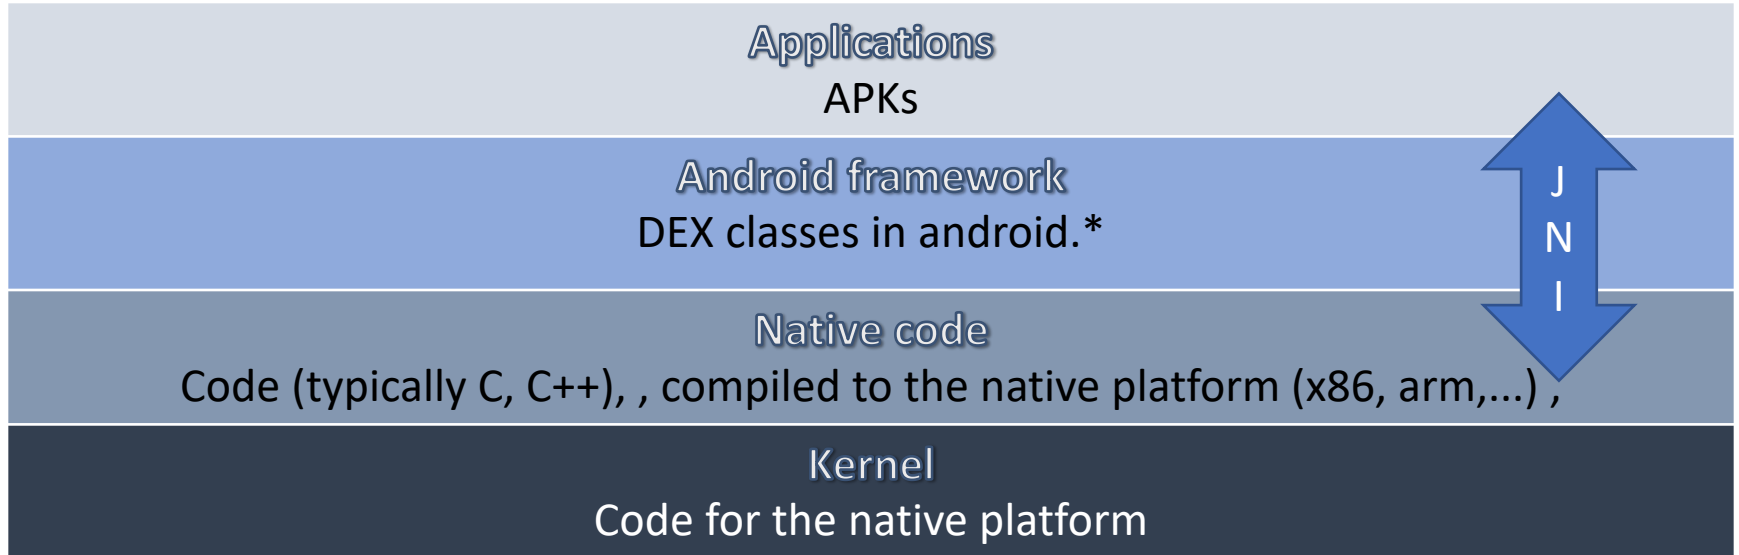 Applications
APKs
Android framework
DEX classes in android.*
J
N
I
Native code
Code (typically C, C++), , compiled to the native platform (x86, arm,...) ,
Kernel
Code for the native platform